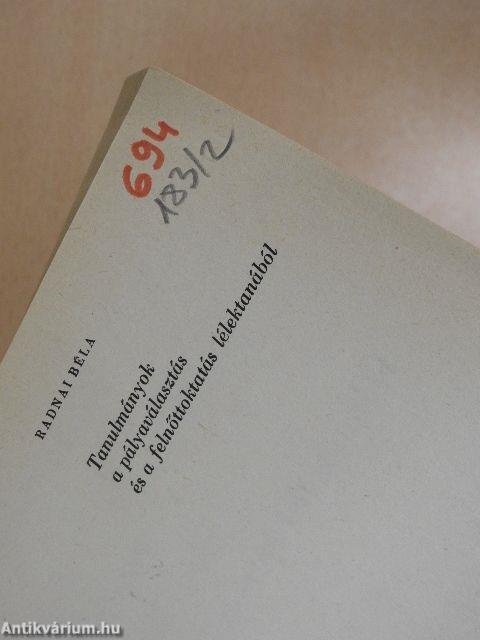 694
183/2
RADNAI BÉLA
Tanulmányok
a pályaválasztás
és a felnőttoktatás lélektanából
Antikvárium.hu